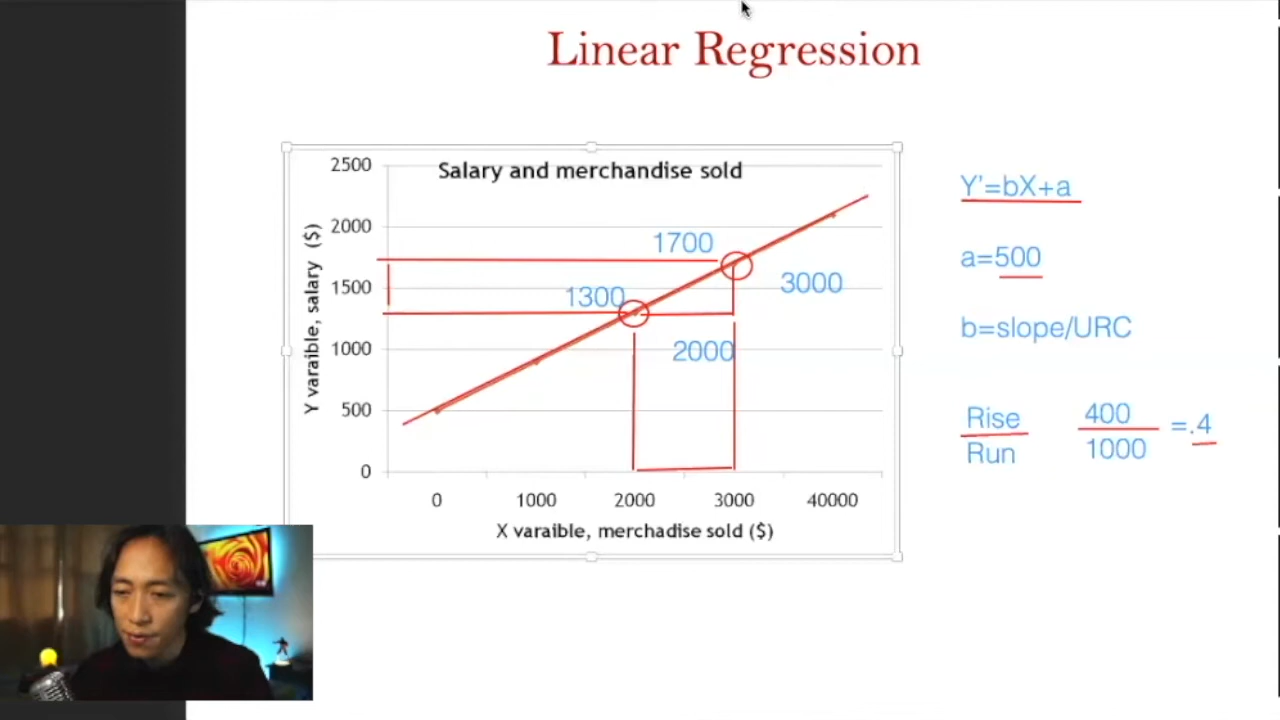 Linear Regression
Salary and merchandise sold
2500
2000
1500
1000
500
0
Y varaible, salary ($)
1700
3000
1300
2000
0 1000 2000 3000 40000
X varaible, merchadise sold ($)
Y'=bX+a
a=500
b=slope/URC
Rise 400 =.4
Run 1000